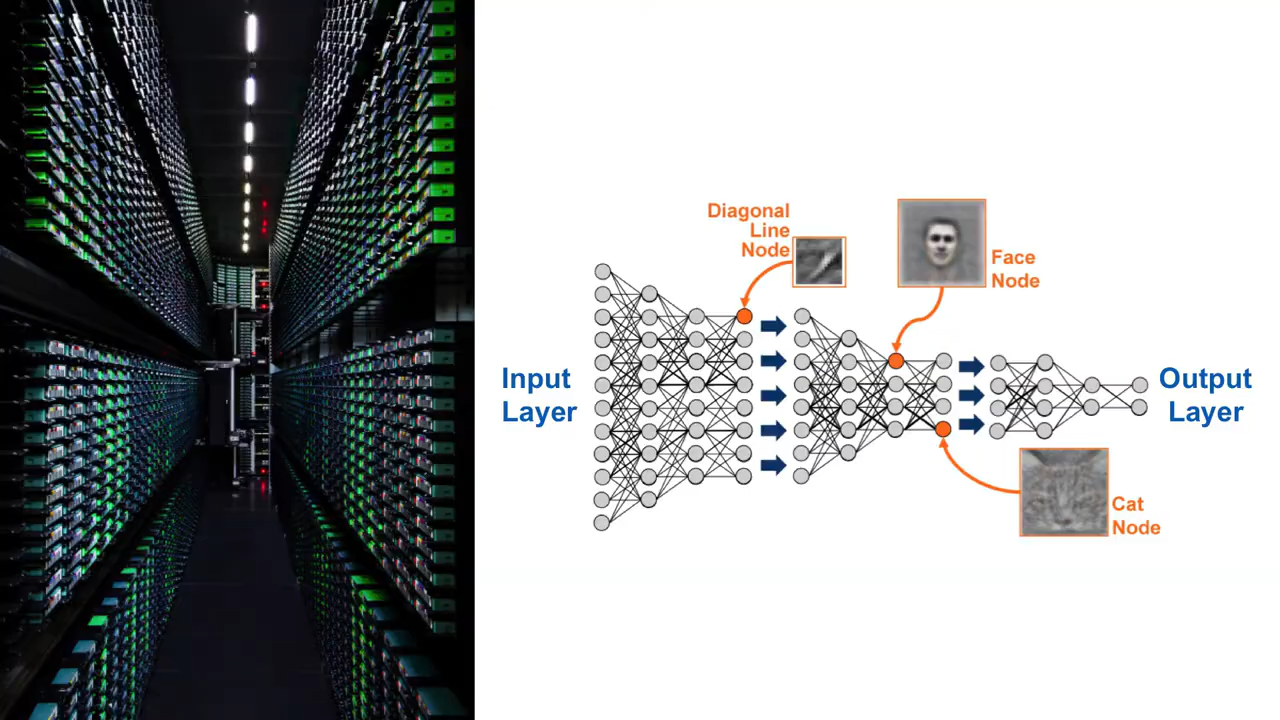 Diagonal
Line
Node
Face
Node
Input
Layer
Output
Layer
Cat
Node